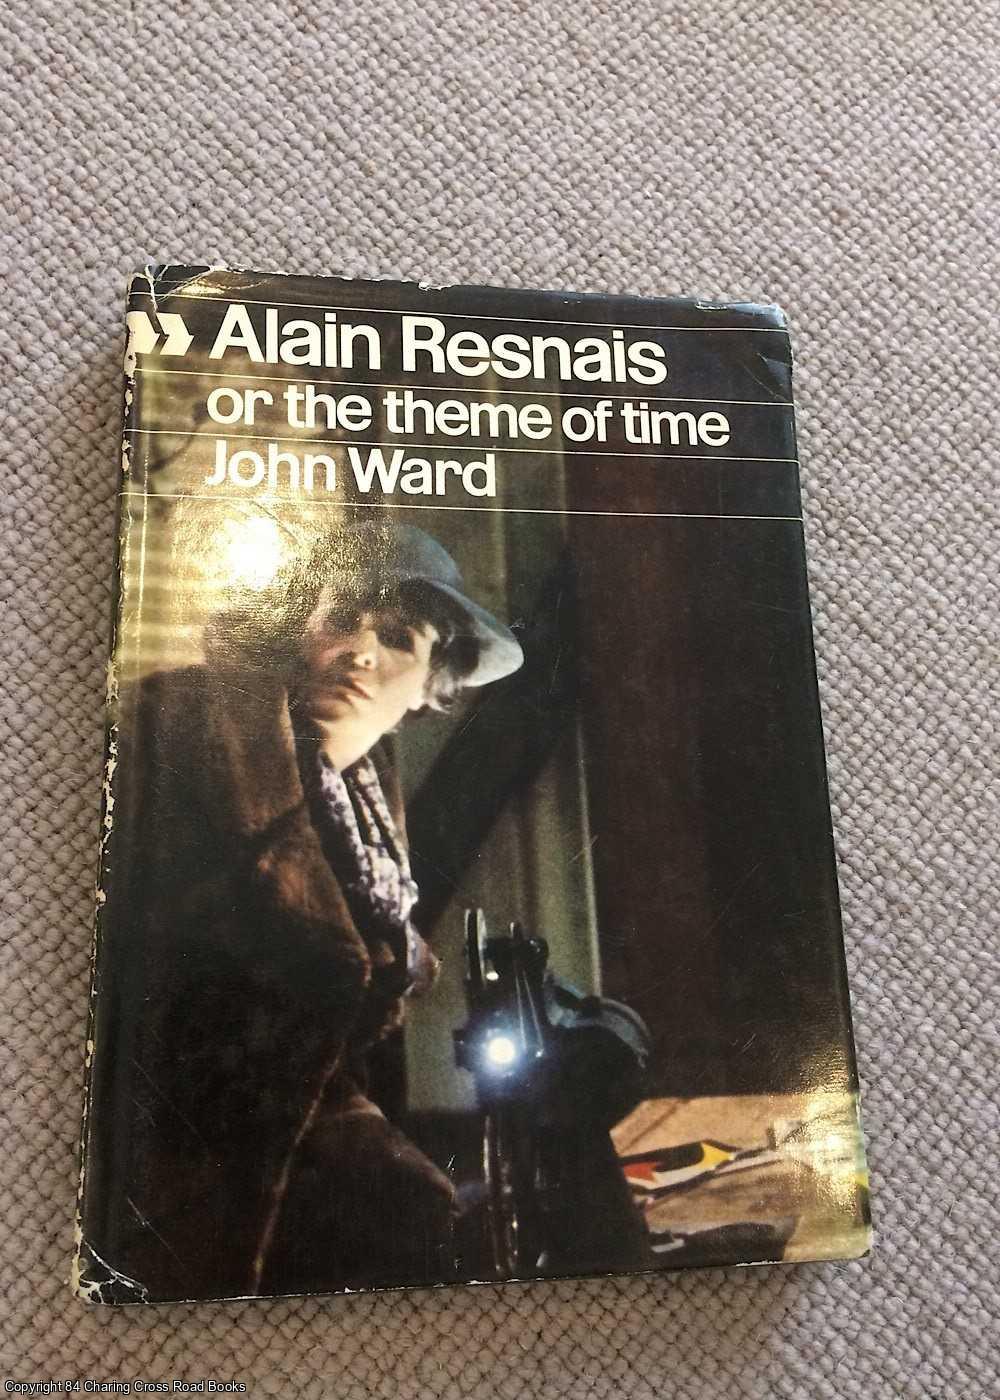 Alain Resnais
or the theme of time
John Ward
Copyright 84 Charing Cross Road Books